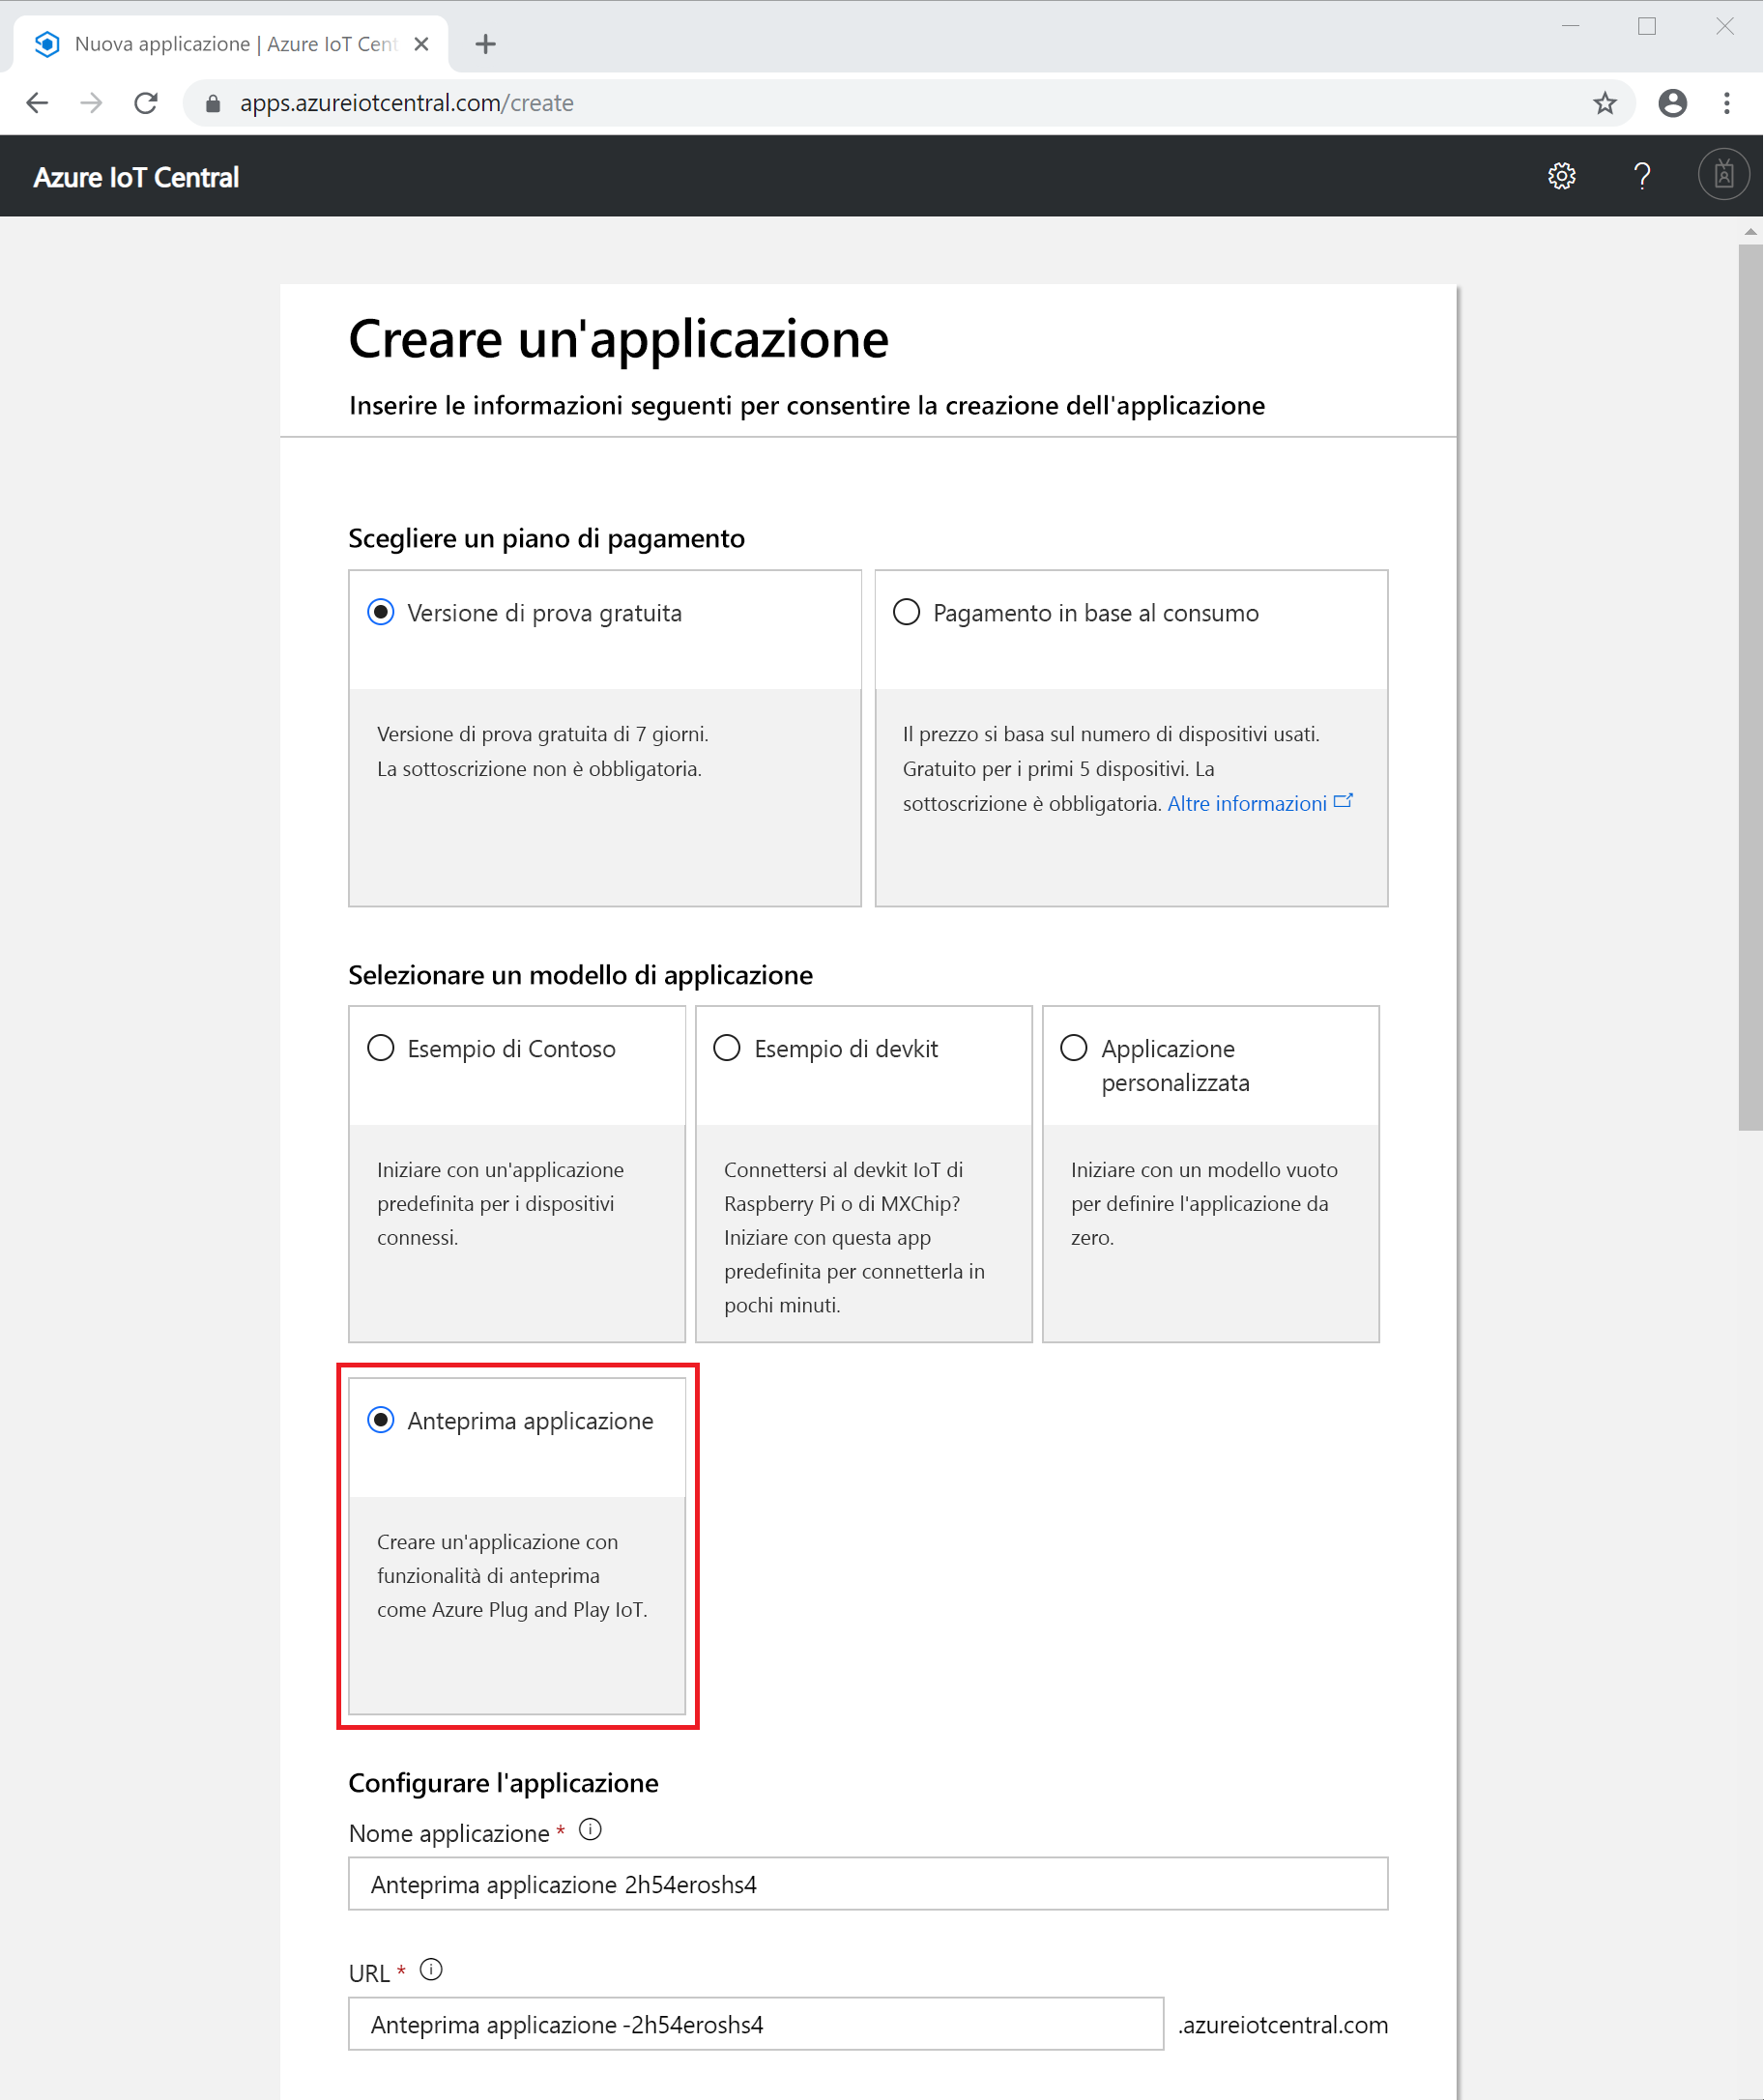 Nuova applicazione | Azure IoT Cent
apps.azureiotcentral.com/create
Azure IoT Central
Creare un'applicazione
Inserire le informazioni seguenti per consentire la creazione dell'applicazione
Scegliere un piano di pagamento
Versione di prova gratuita
Versione di prova gratuita di 7 giorni.
La sottoscrizione non è obbligatoria.
Pagamento in base al consumo
Il prezzo si basa sul numero di dispositivi usati.
Gratuito per i primi 5 dispositivi. La
sottoscrizione è obbligatoria. Altre informazioni
Selezionare un modello di applicazione
Esempio di Contoso
Iniziare con un'applicazione
predefinita per i dispositivi
connessi.
Esempio di devkit
Connettersi al devkit IoT di
Raspberry Pi o di MXChip?
Iniziare con questa app
predefinita per connetterla in
pochi minuti.
Applicazione
personalizzata
Iniziare con un modello vuoto
per definire l'applicazione da
zero.
Anteprima applicazione
Creare un'applicazione con
funzionalità di anteprima
come Azure Plug and Play IoT.
Configurare l'applicazione
Nome applicazione *
Anteprima applicazione 2h54eroshs4
URL *
Anteprima applicazione -2h54eroshs4
.azureiotcentral.com